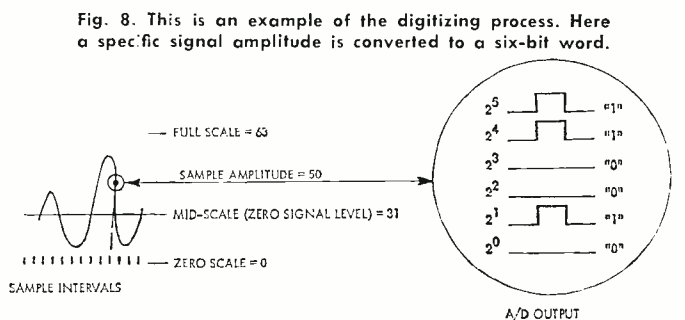 Fig. 8. This is an example of the digitizing process. Here
a specific signal amplitude is converted to a six-bit word.
FULL SCALE = 63
SAMPLE AMPLITUDE = 50
MID-SCALE (ZERO SIGNAL LEVEL) = 31
ZERO SCALE = 0
SAMPLE INTERVALS
2⁵ "1"
2⁴ "1"
2³ "0"
2² "0"
2¹ "1"
2⁰ "0"
A/D OUTPUT